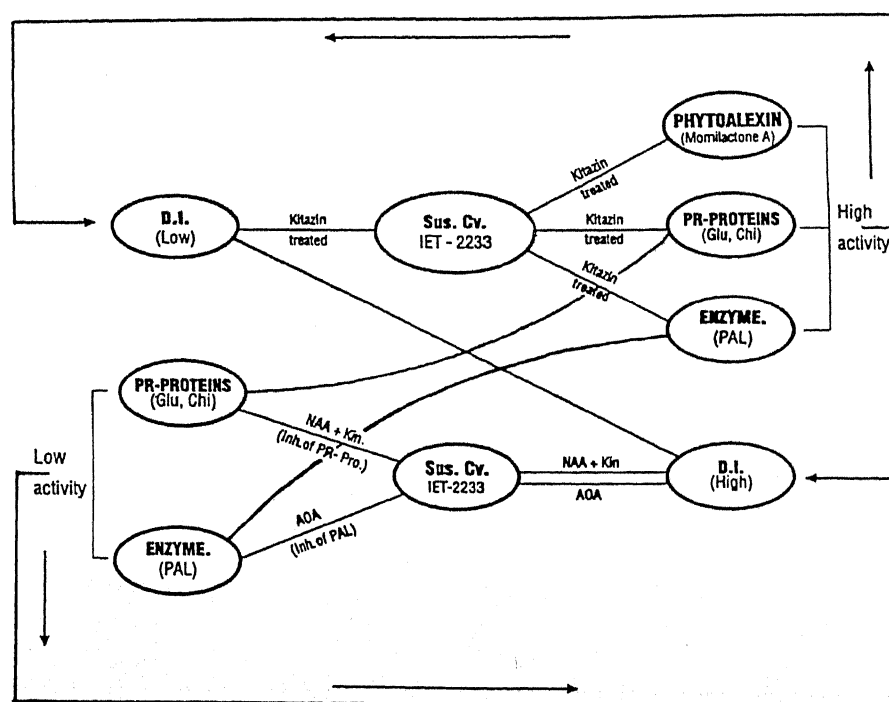 PHYTOALEXIN
(Momilactone A)
Kitazin
treated
D.I.
(Low)
Kitazin
treated
Sus. Cv.
IET - 2233
Kitazin
treated
PR-PROTEINS
(Glu, Chi)
High
activity
Kitazin
treated
ENZYME.
(PAL)
PR-PROTEINS
(Glu, Chi)
NAA + Kin.
(Inh. of PR- Pro.)
Low
activity
Sus. Cv.
IET-2233
NAA + Kin
AOA
D.I.
(High)
AOA
(Inh. of PAL)
ENZYME.
(PAL)